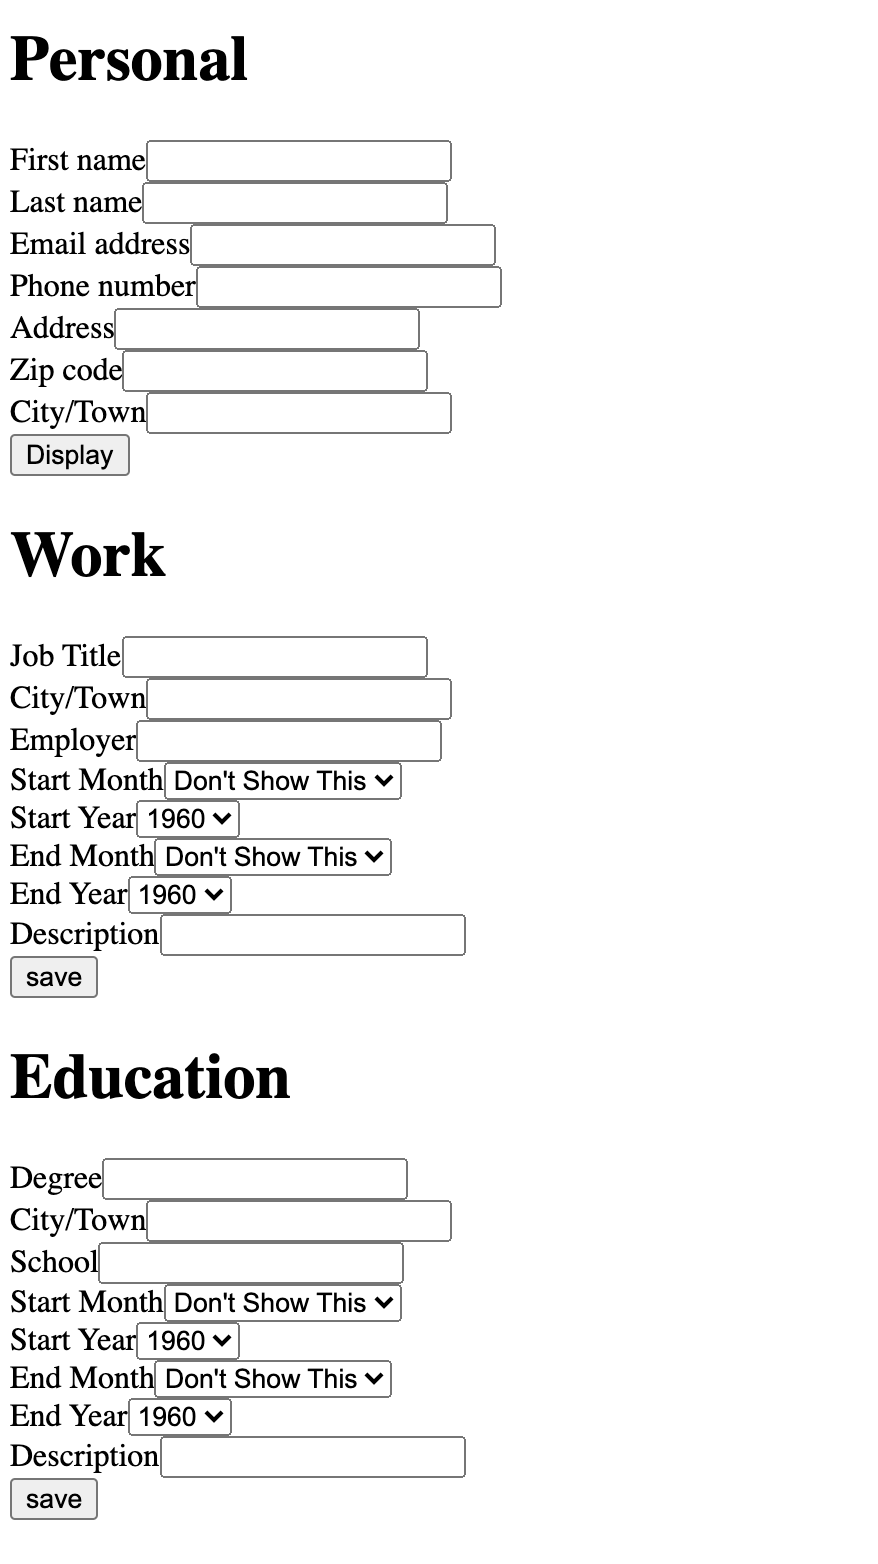 Personal
First name
Last name
Email address
Phone number
Address
Zip code
City/Town
Display
Work
Job Title
City/Town
Employer
Start Month Don't Show This
Start Year 1960
End Month Don't Show This
End Year 1960
Description
save
Education
Degree
City/Town
School
Start Month Don't Show This
Start Year 1960
End Month Don't Show This
End Year 1960
Description
save